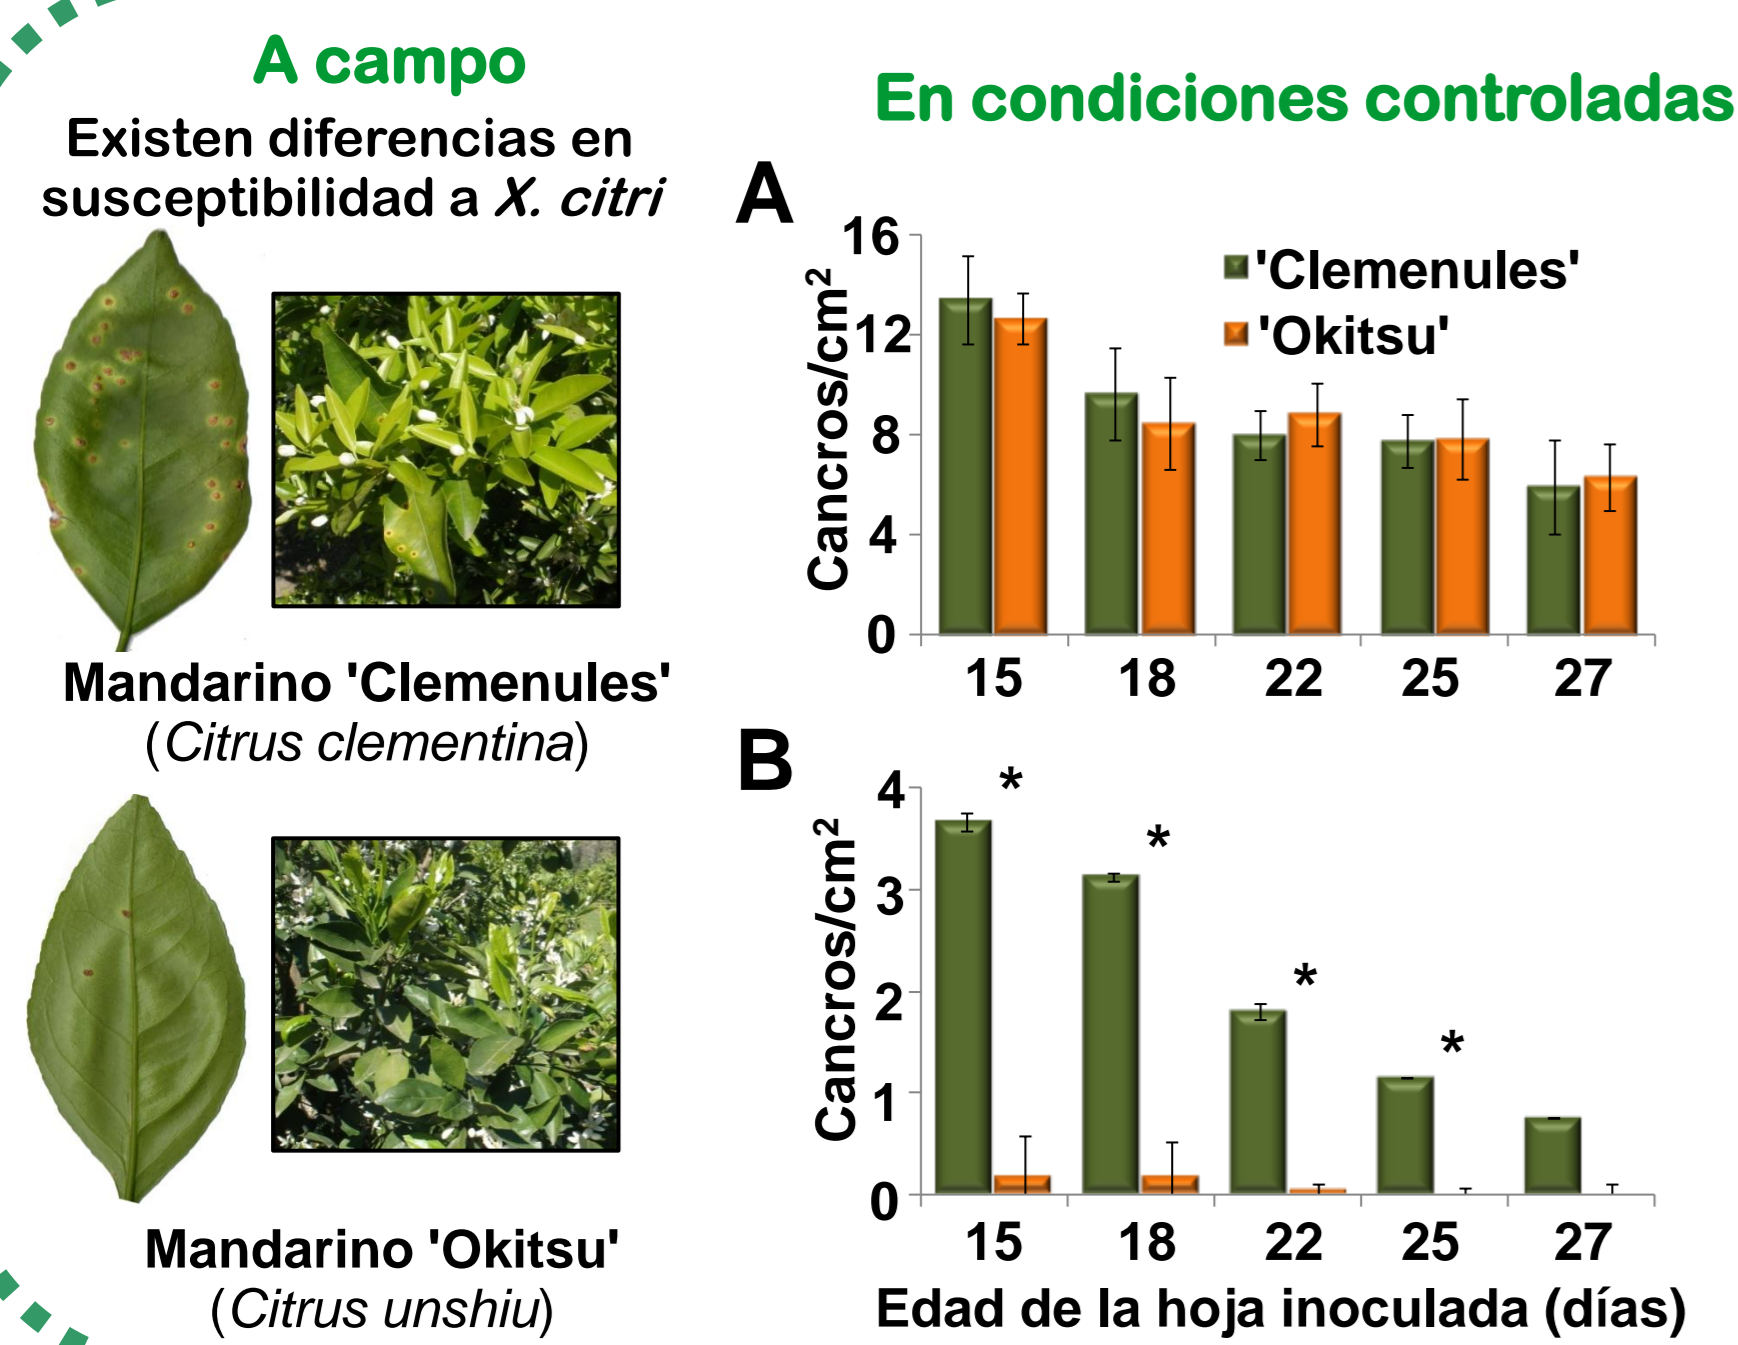 A campo
Existen diferencias en
susceptibilidad a X. citri
Mandarino 'Clemenules'
(Citrus clementina)
Mandarino 'Okitsu'
(Citrus unshiu)
En condiciones controladas
A
Cancros/cm²
16
12
8
4
0
'Clemenules'
'Okitsu'
15 18 22 25 27
B
Cancros/cm²
4
3
2
1
0
*
*
*
*
15 18 22 25 27
Edad de la hoja inoculada (días)